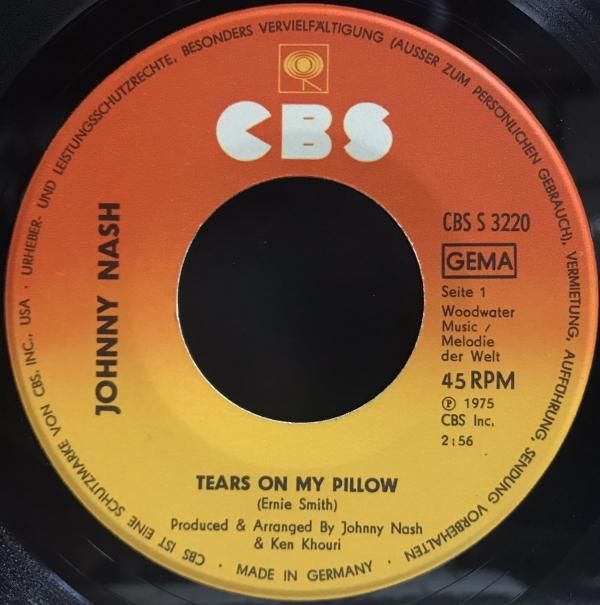 CBS
JOHNNY NASH
CBS S 3220
GEMA
Seite 1
Woodwater
Music /
Melodie
der Welt
45 RPM
Ⓟ 1975
CBS Inc.
2:56
TEARS ON MY PILLOW
(Ernie Smith)
Produced & Arranged By Johnny Nash
& Ken Khouri
URHEBER- UND LEISTUNGSSCHUTZRECHTE, BESONDERS VERVIELFÄLTIGUNG (AUSSER ZUM PERSÖNLICHEN GEBRAUCH), VERMIETUNG, AUFFÜHRUNG, SENDUNG VORBEHALTEN · MADE IN GERMANY · CBS IST EINE SCHUTZMARKE VON CBS, INC., USA ·